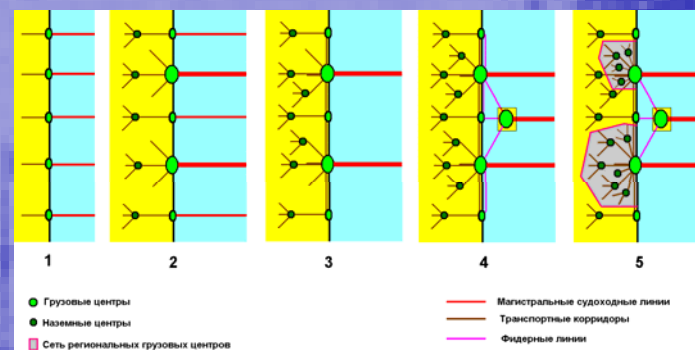 1 2 3 4 5
Грузовые центры
Наземные центры
Сеть региональных грузовых центров
Магистральные судоходные линии
Транспортные корридоры
Фидерные линии